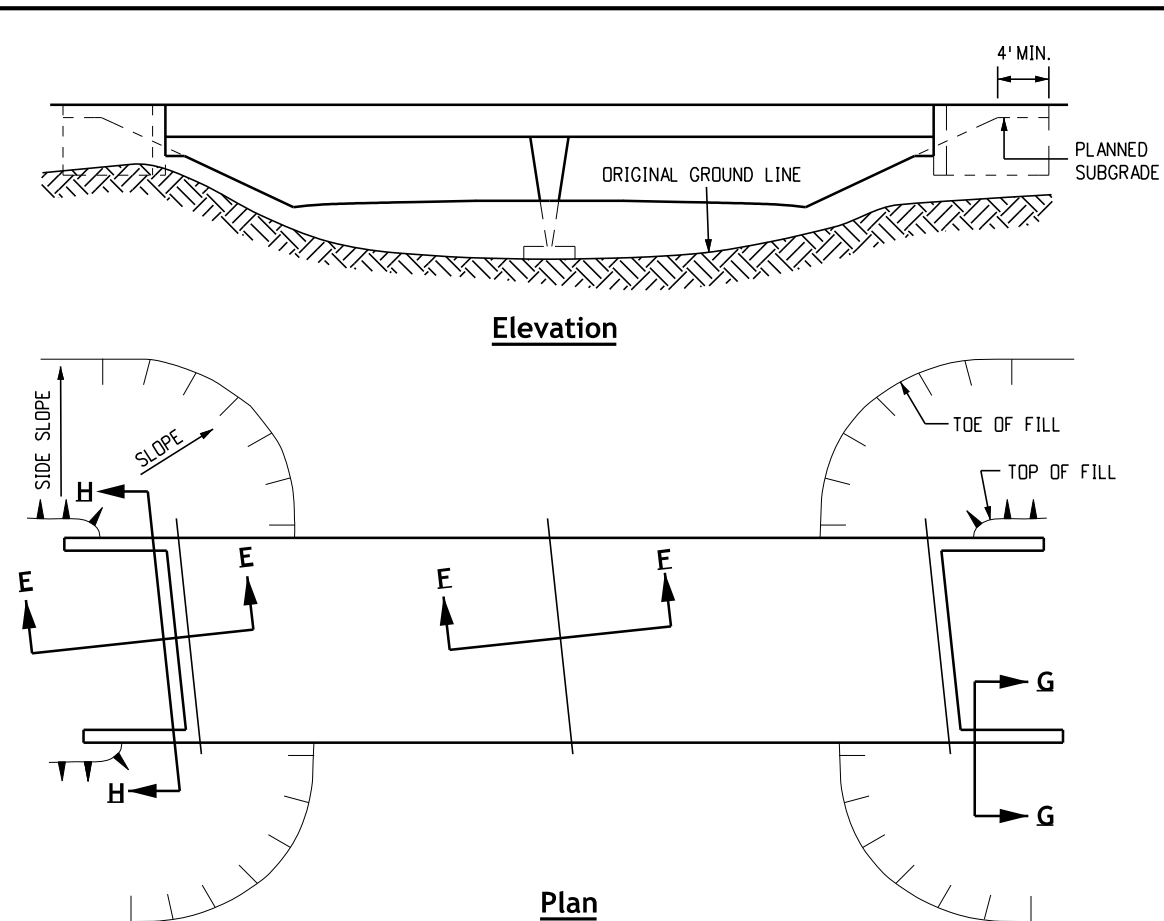 4' MIN.
PLANNED
SUBGRADE
ORIGINAL GROUND LINE
Elevation
SIDE SLOPE
SLOPE
TOE OF FILL
TOP OF FILL
H
E
E
F
F
G
H
G
Plan